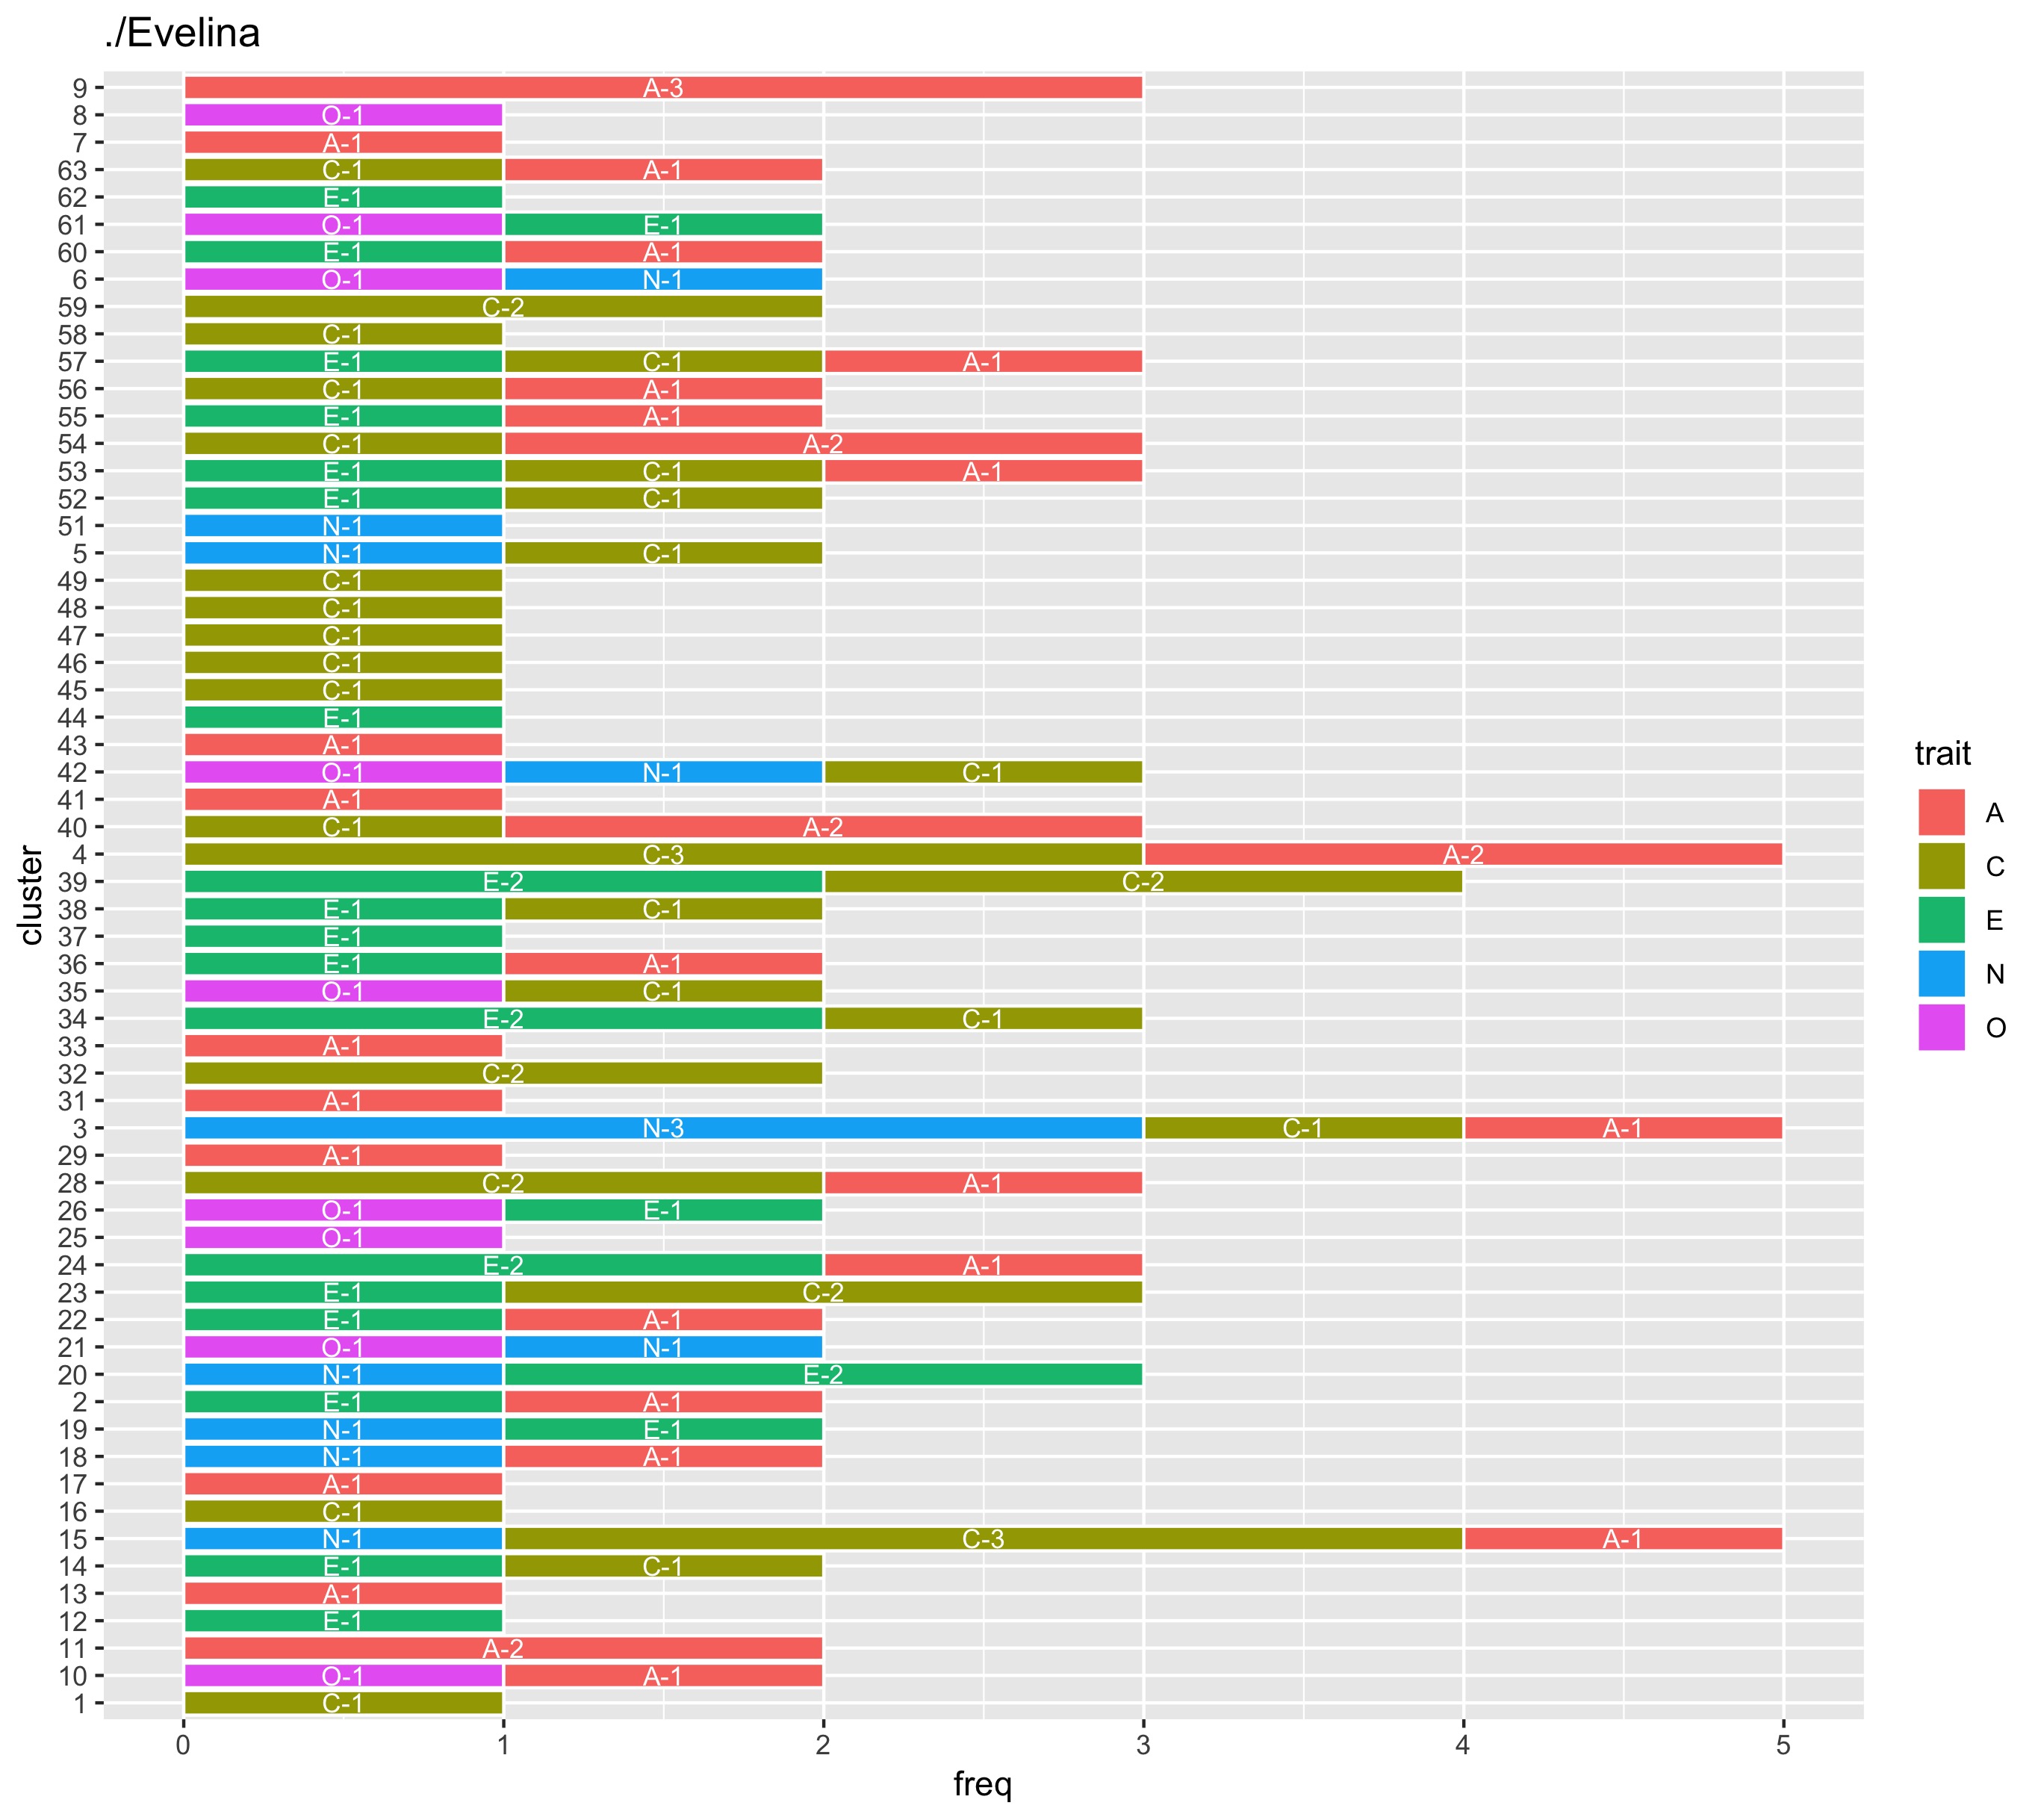 ./Evelina
9 A-3
8 O-1
7 A-1
63 C-1 A-1
62 E-1
61 O-1 E-1
60 E-1 A-1
6 O-1 N-1
59 C-2
58 C-1
57 E-1 C-1 A-1
56 C-1 A-1
55 E-1 A-1
54 C-1 A-2
53 E-1 C-1 A-1
52 E-1 C-1
51 N-1
5 N-1 C-1
49 C-1
48 C-1
47 C-1
46 C-1
45 C-1
44 E-1
43 A-1
42 O-1 N-1 C-1
41 A-1
40 C-1 A-2
4 C-3 A-2
39 E-2 C-2
38 E-1 C-1
37 E-1
36 E-1 A-1
35 O-1 C-1
34 E-2 C-1
33 A-1
32 C-2
31 A-1
3 N-3 C-1 A-1
29 A-1
28 C-2 A-1
26 O-1 E-1
25 O-1
24 E-2 A-1
23 E-1 C-2
22 E-1 A-1
21 O-1 N-1
20 N-1 E-2
2 E-1 A-1
19 N-1 E-1
18 N-1 A-1
17 A-1
16 C-1
15 N-1 C-3 A-1
14 E-1 C-1
13 A-1
12 E-1
11 A-2
10 O-1 A-1
1 C-1
0 1 2 3 4 5
freq
cluster
trait
A
C
E
N
O